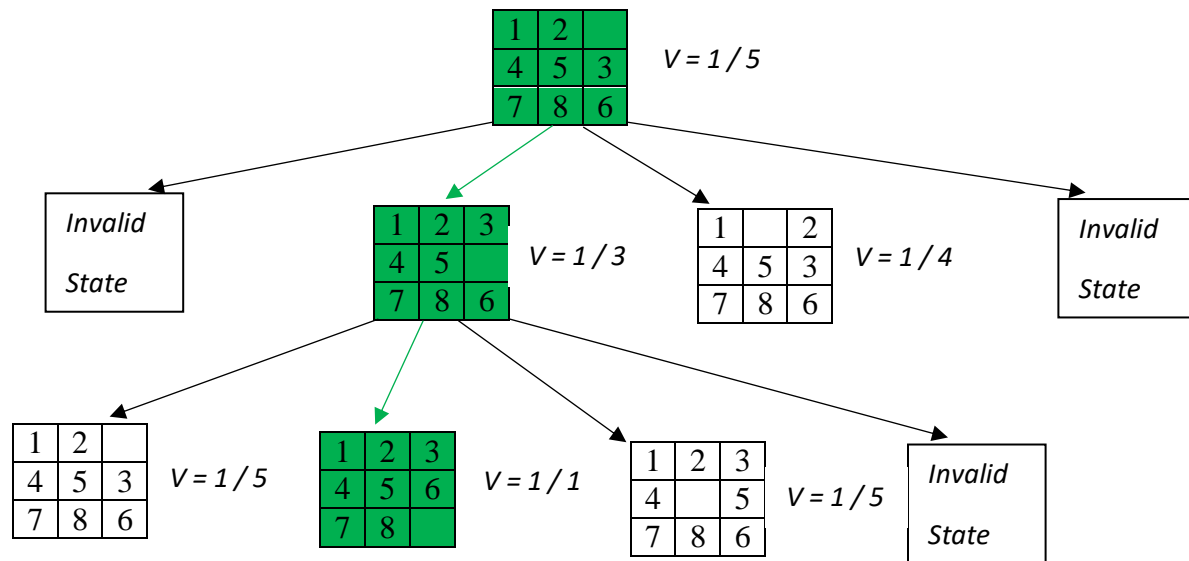 1 2
4 5 3
7 8 6
V = 1 / 5
Invalid
State
1 2 3
4 5
7 8 6
V = 1 / 3
1 2
4 5 3
7 8 6
V = 1 / 4
Invalid
State
1 2
4 5 3
7 8 6
V = 1 / 5
1 2 3
4 5 6
7 8
V = 1 / 1
1 2 3
4 5
7 8 6
V = 1 / 5
Invalid
State